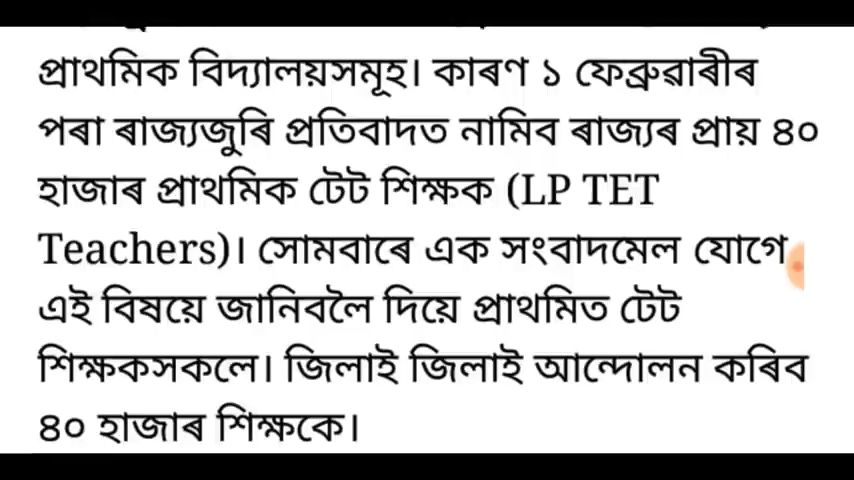 প্ৰাথমিক বিদ্যালয়সমূহ। কাৰণ ১ ফেব্ৰুৱাৰীৰ
পৰা ৰাজ্যজুৰি প্ৰতিবাদত নামিব ৰাজ্যৰ প্ৰায় ৪০
হাজাৰ প্ৰাথমিক টেট শিক্ষক (LP TET
Teachers)। সোমবাৰে এক সংবাদমেল যোগে
এই বিষয়ে জানিবলৈ দিয়ে প্ৰাথমিত টেট
শিক্ষকসকলে। জিলাই জিলাই আন্দোলন কৰিব
৪০ হাজাৰ শিক্ষকে।